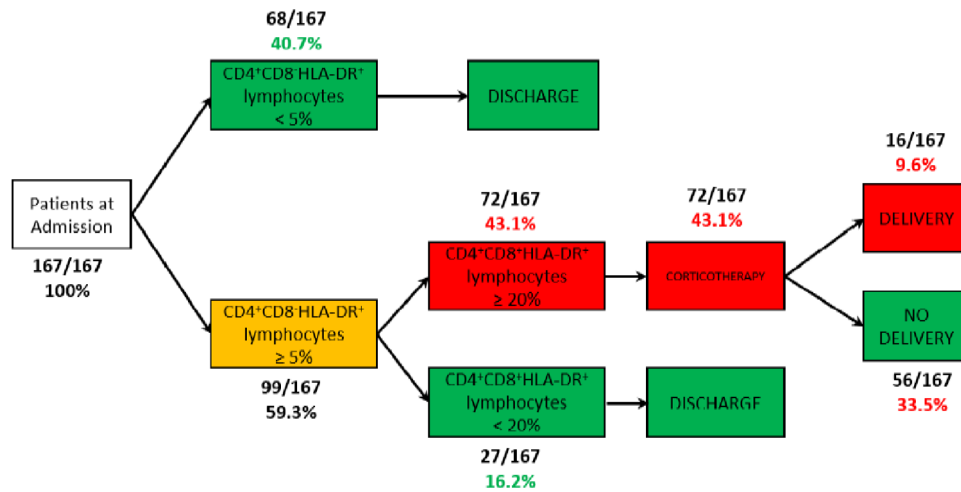 68/167
40.7%
CD4⁺CD8⁻HLA-DR⁺
lymphocytes
< 5%
DISCHARGE
Patients at
Admission
167/167
100%
CD4⁺CD8⁻HLA-DR⁺
lymphocytes
≥ 5%
99/167
59.3%
72/167
43.1%
CD4⁺CD8⁺HLA-DR⁺
lymphocytes
≥ 20%
72/167
43.1%
CORTICOTHERAPY
16/167
9.6%
DELIVERY
NO
DELIVERY
56/167
33.5%
CD4⁺CD8⁺HLA-DR⁺
lymphocytes
< 20%
27/167
16.2%
DISCHARGE